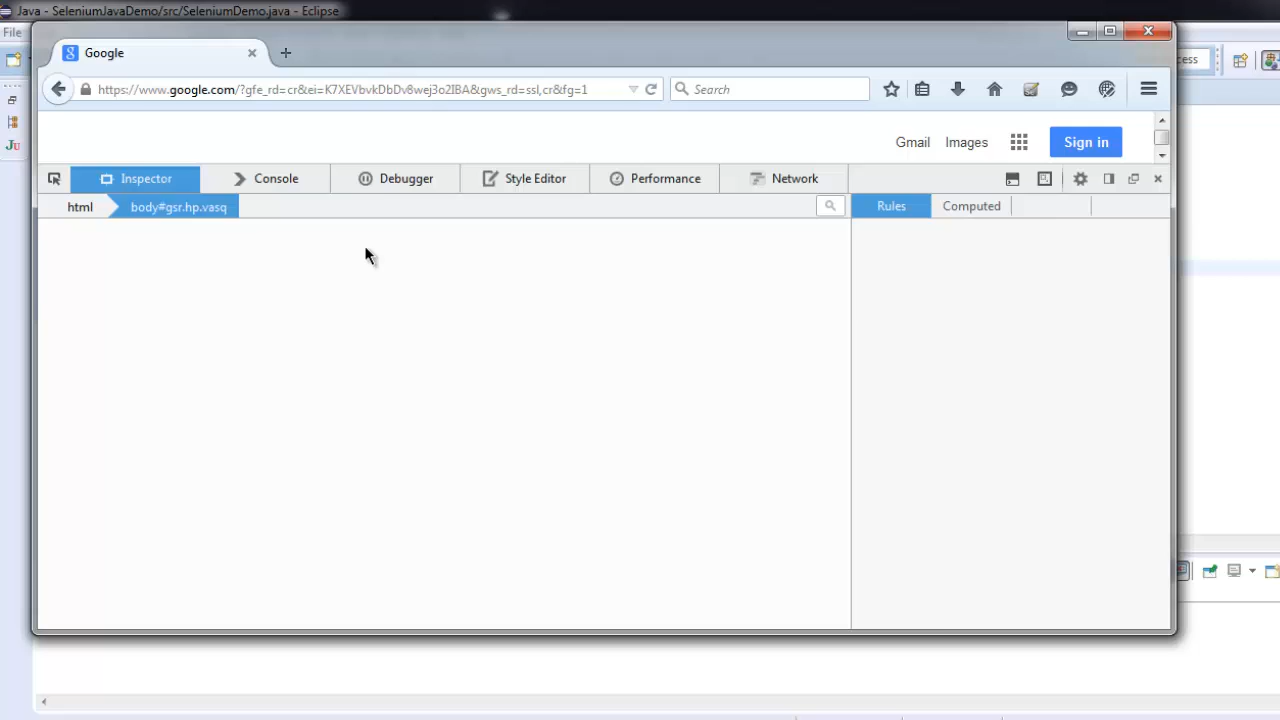 Java - SeleniumJavaDemo/src/SeleniumDemo.java - Eclipse
File
Google
https://www.google.com/?gfe_rd=cr&ei=K7XEVbvkDbDv8wej3o2IBA&gws_rd=ssl,cr&fg=1
Search
Gmail Images Sign in
Inspector Console Debugger Style Editor Performance Network
html body#gsr.hp.vasq Rules Computed
JU